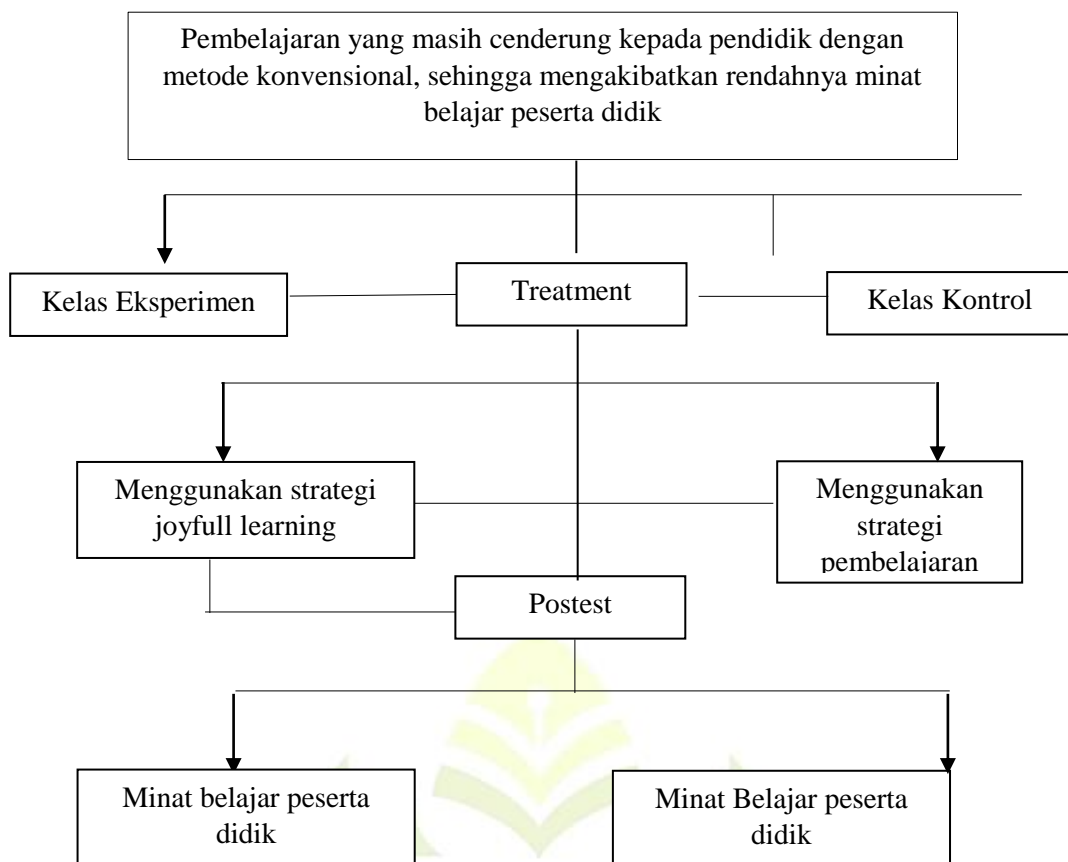 Pembelajaran yang masih cenderung kepada pendidik dengan
metode konvensional, sehingga mengakibatkan rendahnya minat
belajar peserta didik
Kelas Eksperimen
Treatment
Kelas Kontrol
Menggunakan strategi
joyfull learning
Menggunakan
strategi
pembelajaran
Postest
Minat belajar peserta
didik
Minat Belajar peserta
didik